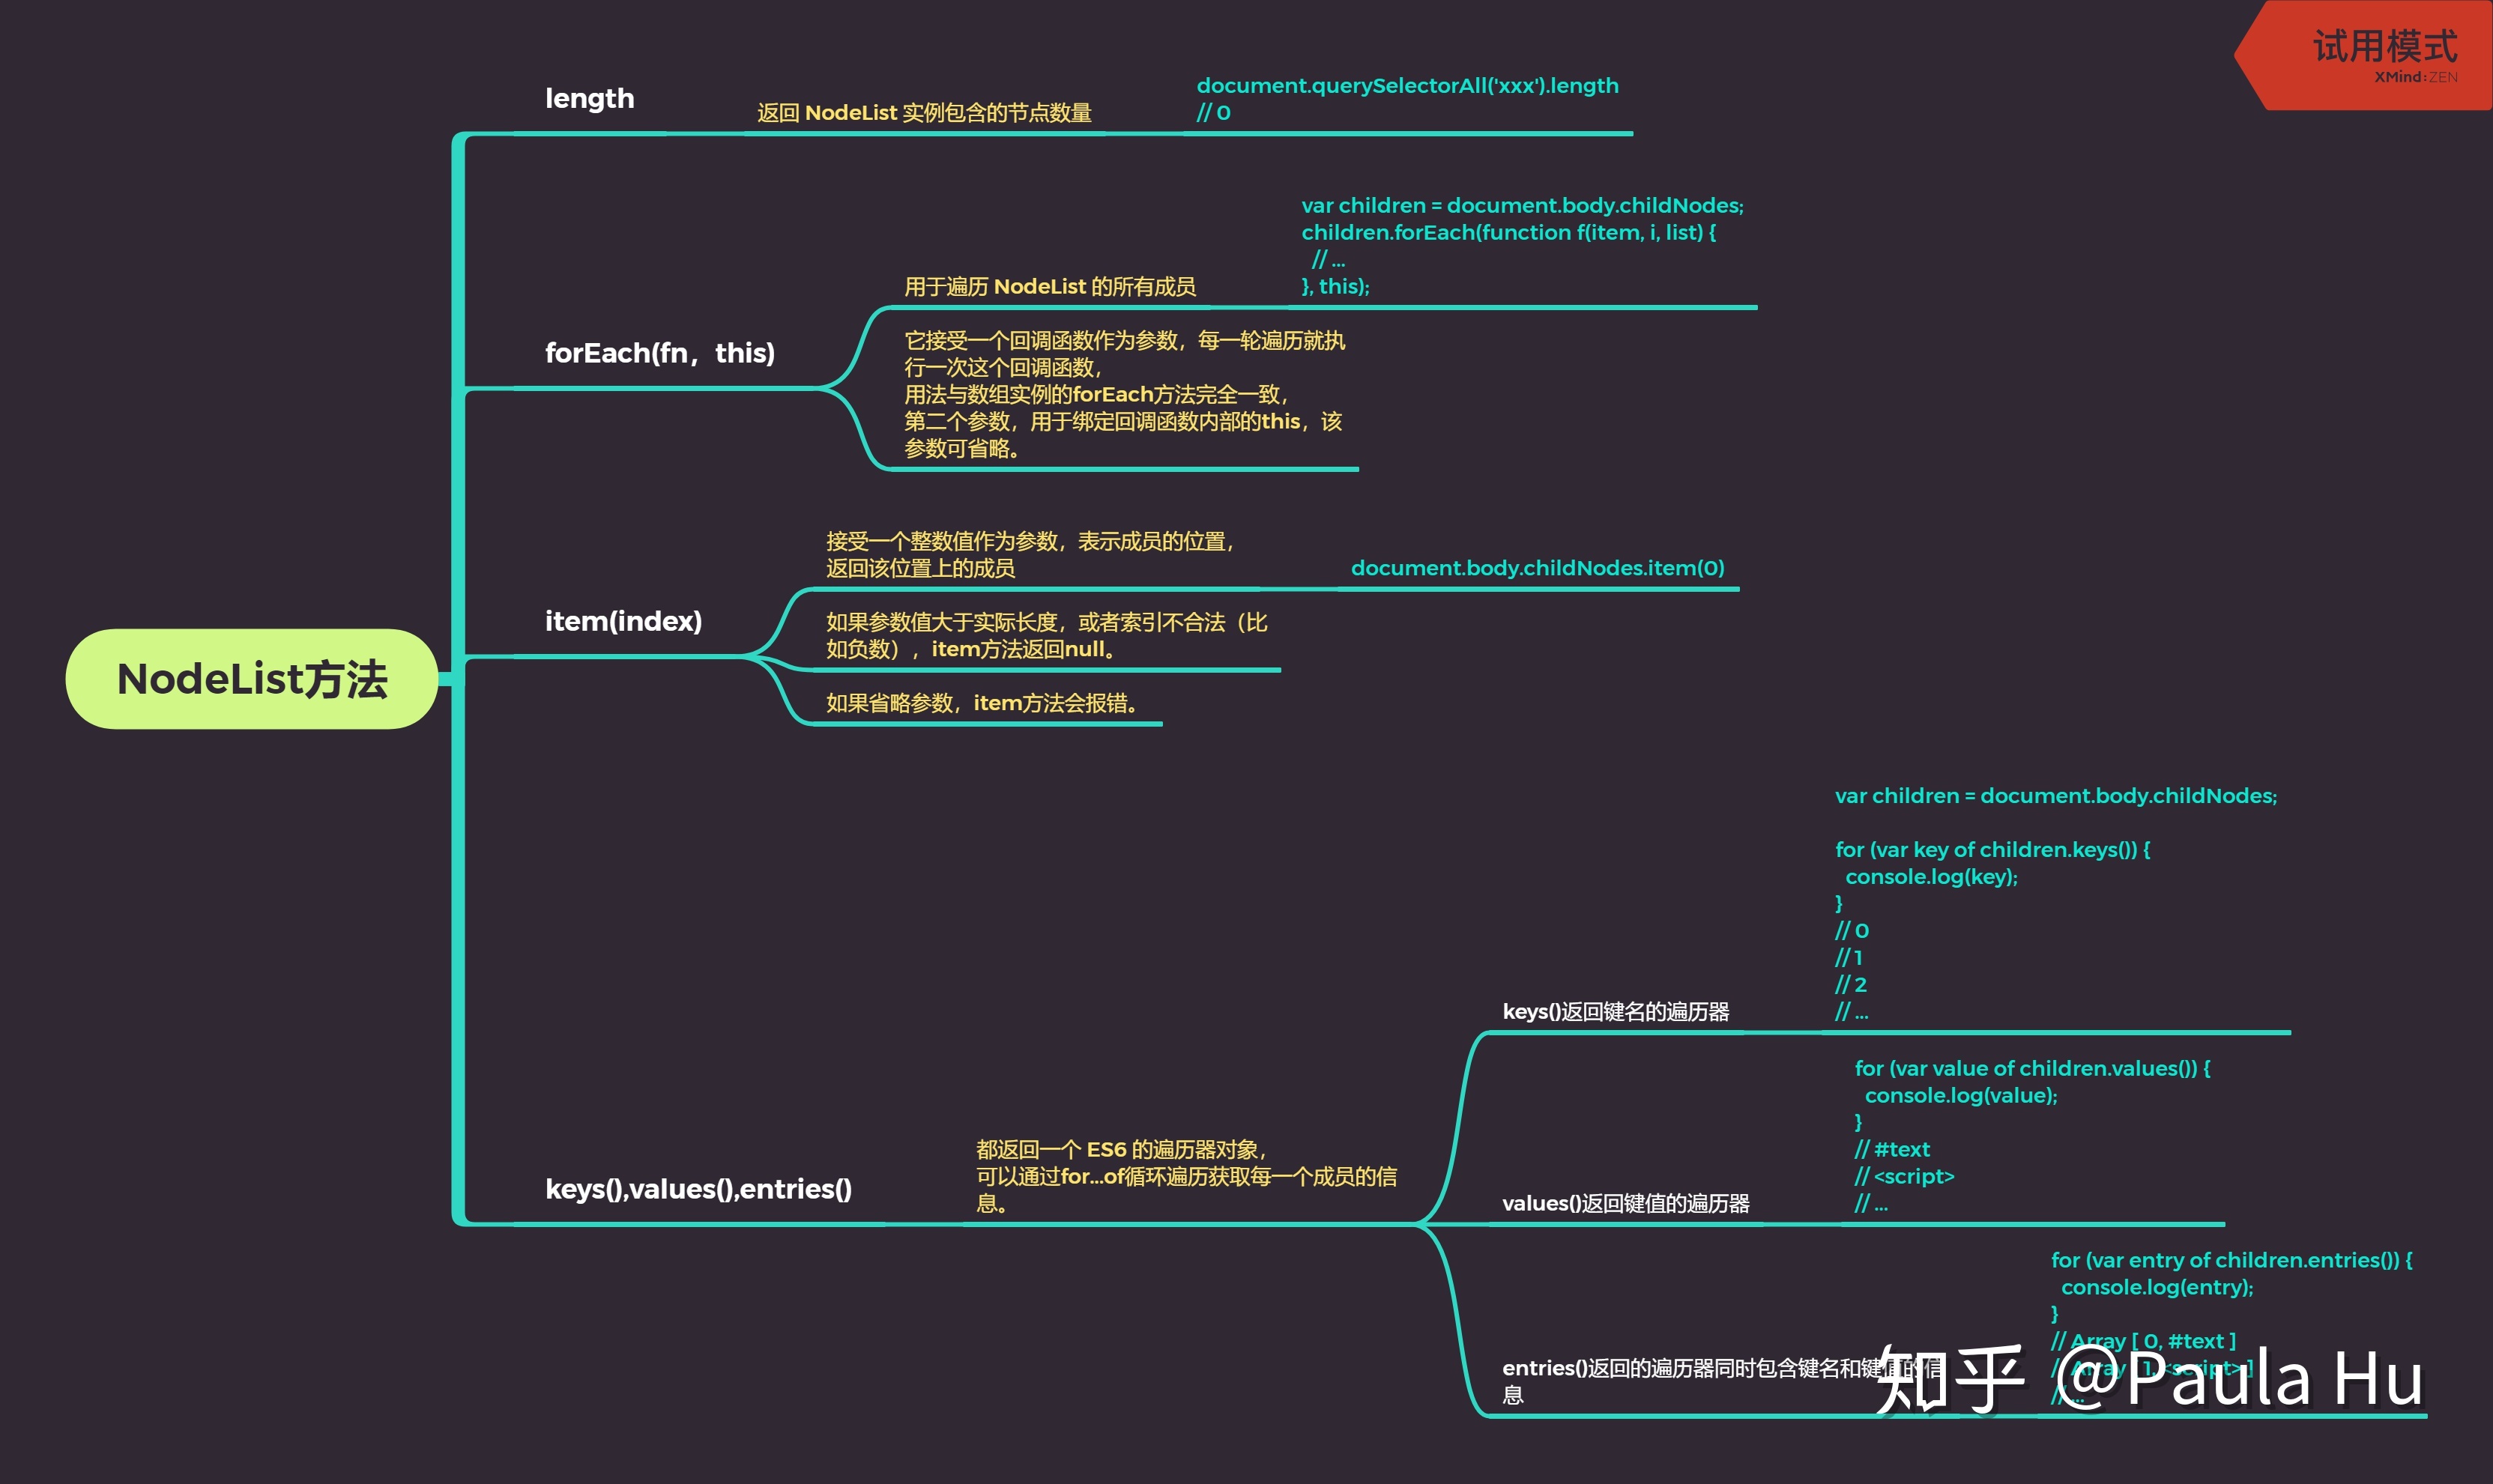 试用模式
XMind:ZEN
NodeList方法
length
返回 NodeList 实例包含的节点数量
document.querySelectorAll('xxx').length
// 0
forEach(fn，this)
用于遍历 NodeList 的所有成员
var children = document.body.childNodes;
children.forEach(function f(item, i, list) {
// ...
}, this);
它接受一个回调函数作为参数，每一轮遍历就执
行一次这个回调函数，
用法与数组实例的forEach方法完全一致，
第二个参数，用于绑定回调函数内部的this，该
参数可省略。
item(index)
接受一个整数值作为参数，表示成员的位置，
返回该位置上的成员
document.body.childNodes.item(0)
如果参数值大于实际长度，或者索引不合法（比
如负数），item方法返回null。
如果省略参数，item方法会报错。
keys(),values(),entries()
都返回一个 ES6 的遍历器对象，
可以通过for...of循环遍历获取每一个成员的信
息。
keys()返回键名的遍历器
var children = document.body.childNodes;
for (var key of children.keys()) {
console.log(key);
}
// 0
// 1
// 2
// ...
values()返回键值的遍历器
for (var value of children.values()) {
console.log(value);
}
// #text
// <script>
// ...
entries()返回的遍历器同时包含键名和键值的信
息
for (var entry of children.entries()) {
console.log(entry);
}
// Array [ 0, #text ]
// Array [ 1, <script> ]
// ...
知乎 @Paula Hu